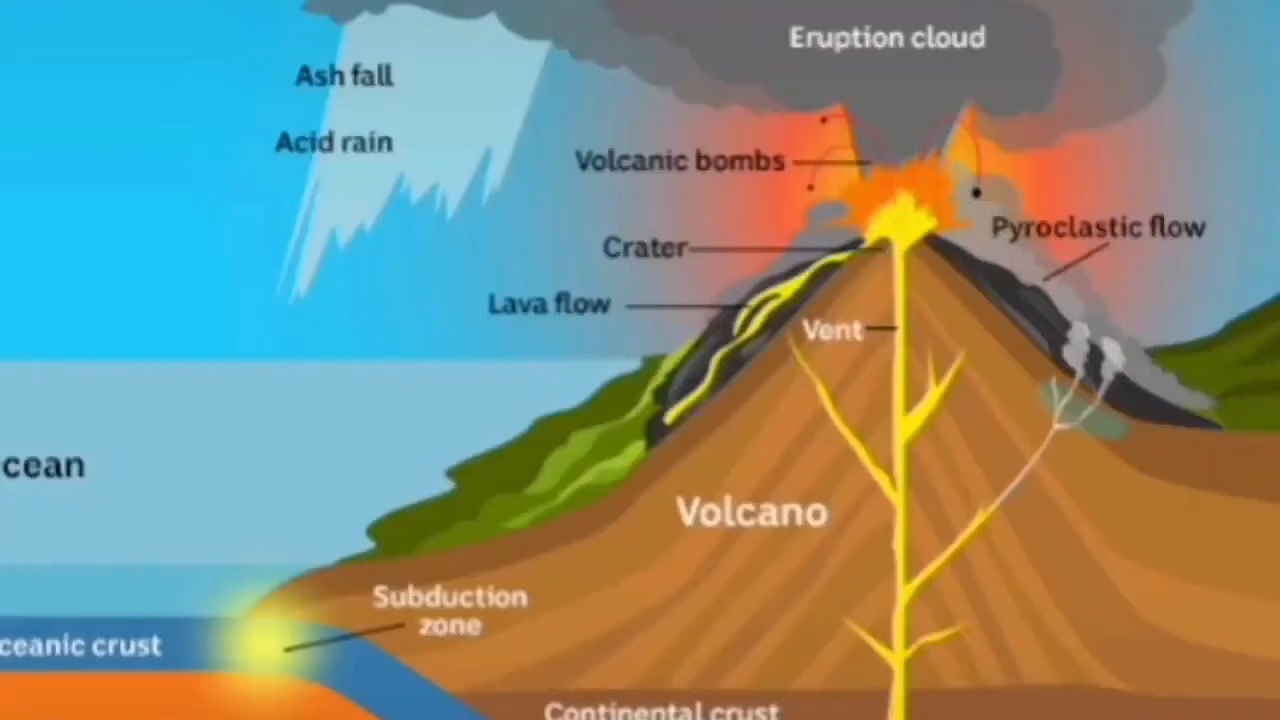 Eruption cloud
Ash fall
Acid rain
Volcanic bombs
Pyroclastic flow
Crater
Lava flow
Vent
cean
Volcano
Subduction
zone
ceanic crust
Continental crust